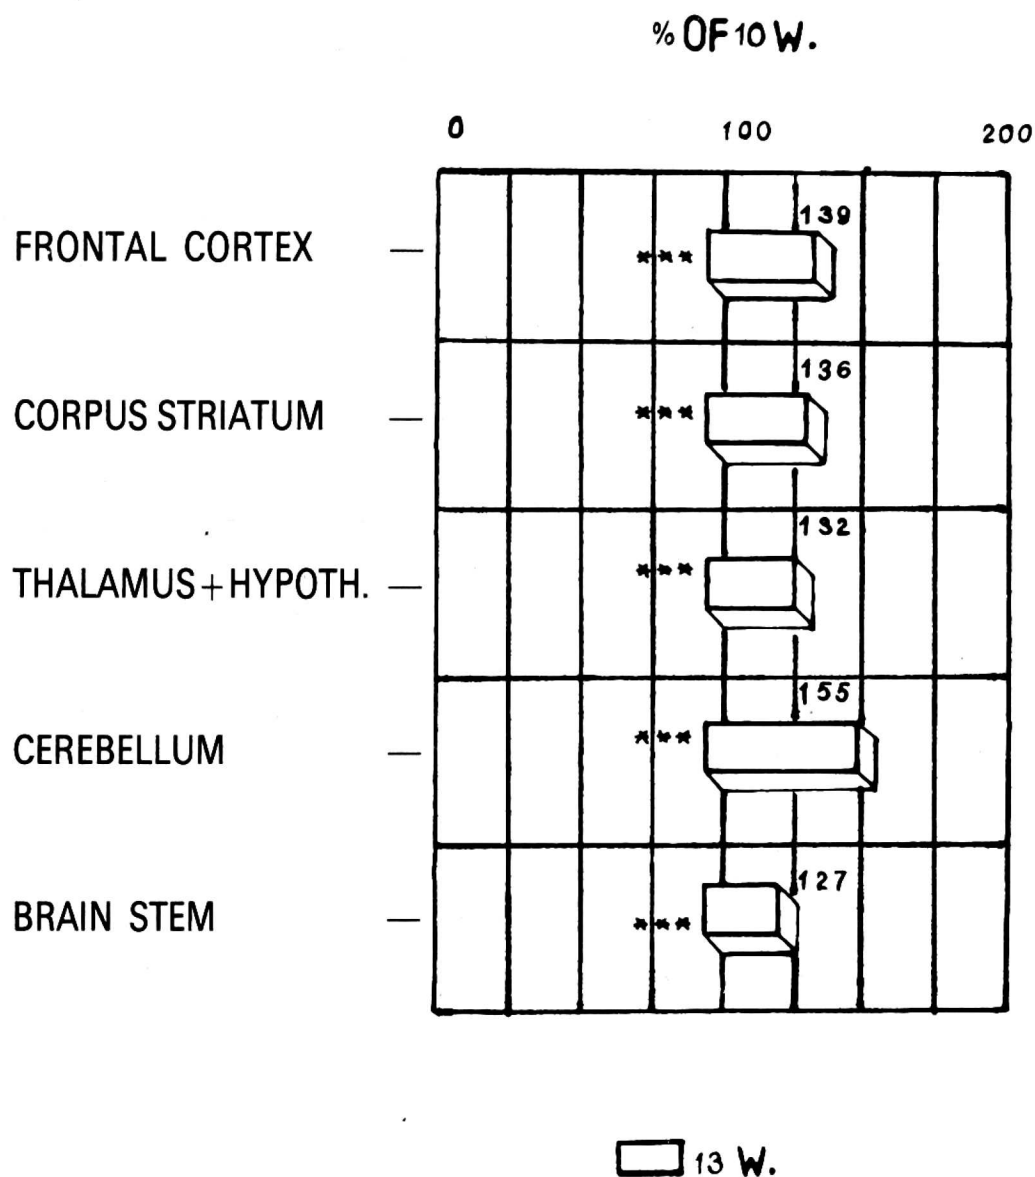 % OF 10 W.
0 100 200
139
FRONTAL CORTEX — ***
136
CORPUS STRIATUM — ***
132
THALAMUS + HYPOTH. — ***
155
CEREBELLUM — ***
127
BRAIN STEM — ***
13 W.